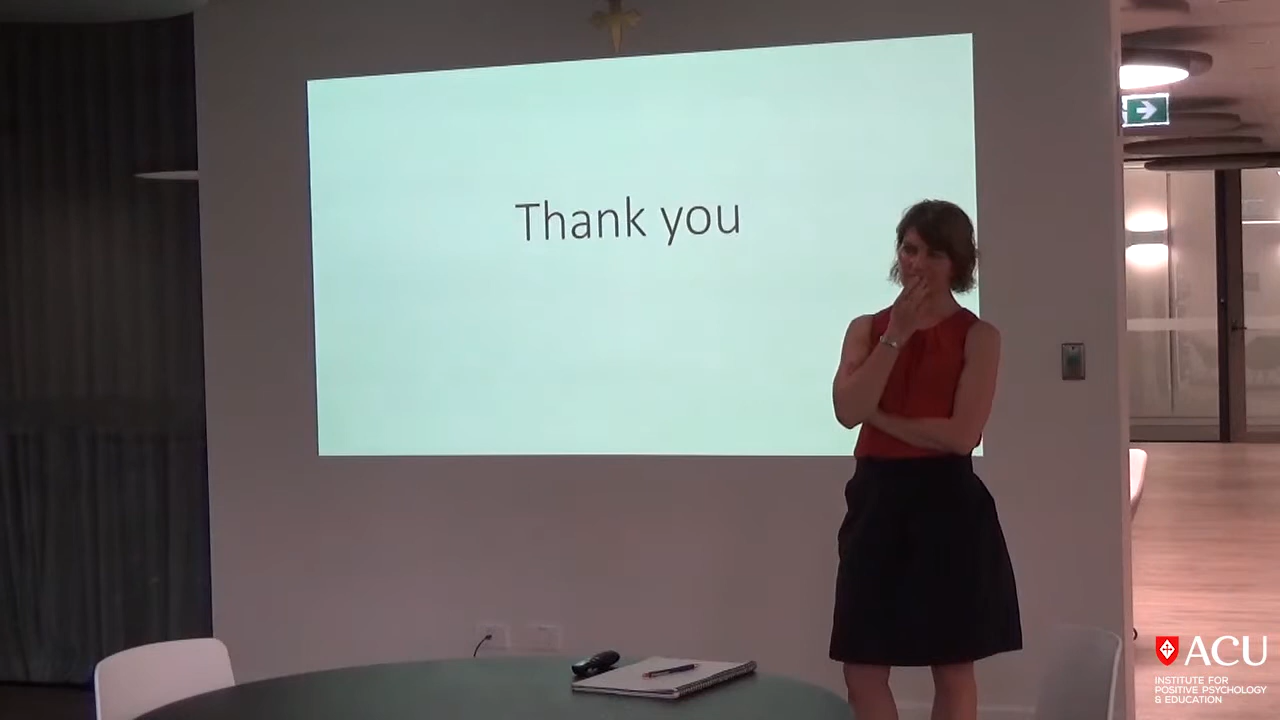 Thank you
ACU
INSTITUTE FOR
POSITIVE PSYCHOLOGY
& EDUCATION